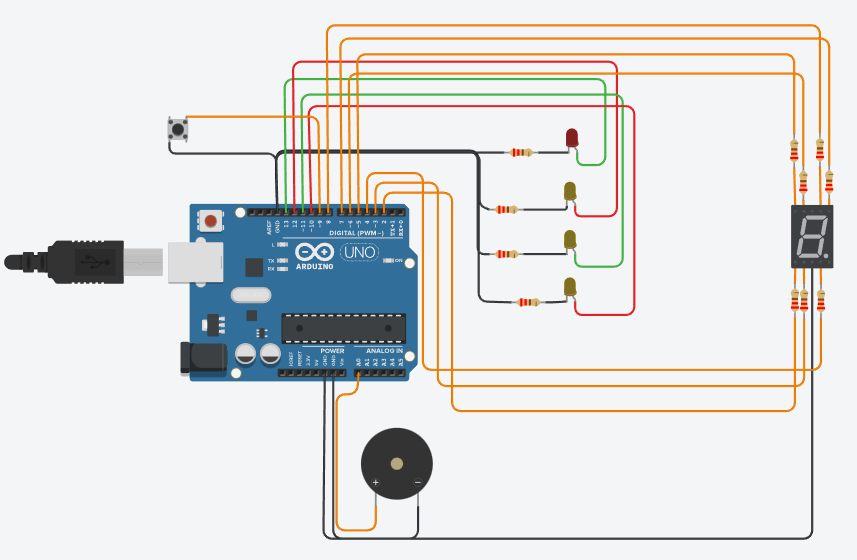 AREF
GND
13
12
~11
~10
~9
8
7
~6
~5
4
~3
2
TX→1
RX←0
DIGITAL (PWM~)
L
TX
RX
ARDUINO
UNO
ON
POWER
ANALOG IN
IOREF
RESET
3.3V
5V
GND
GND
Vin
A0
A1
A2
A3
A4
A5
+
−